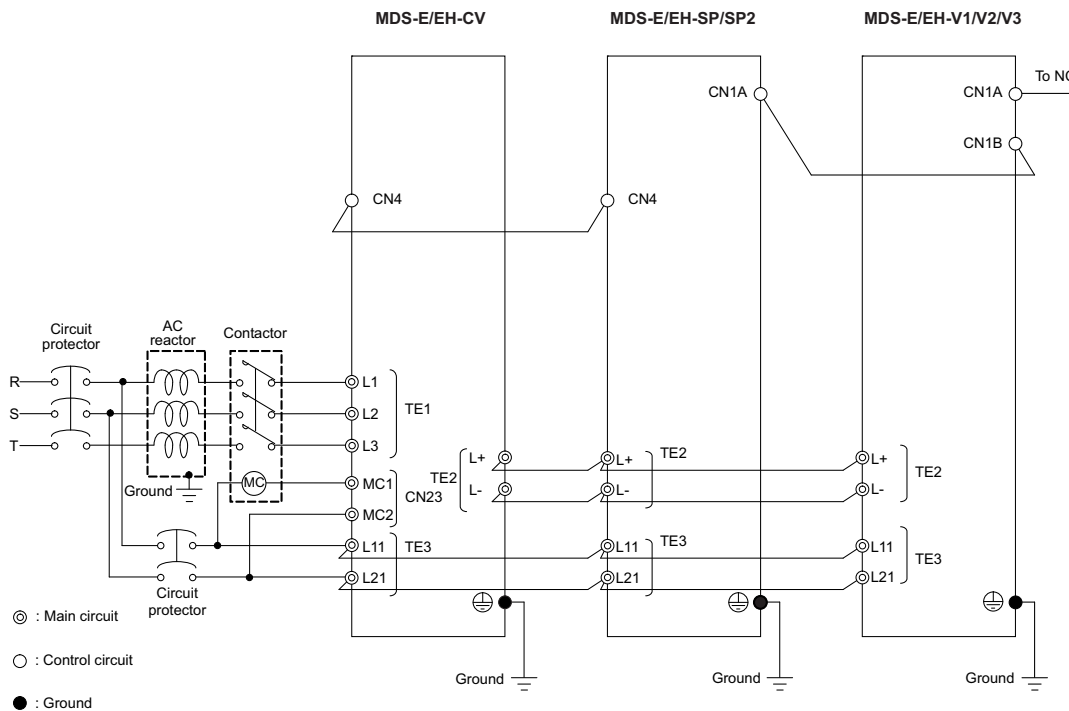 MDS-E/EH-CV
MDS-E/EH-SP/SP2
MDS-E/EH-V1/V2/V3
CN1A
CN1A
To NC
CN1B
CN4
CN4
Circuit
protector
AC
reactor
Contactor
R
S
T
L1
L2
L3
TE1
Ground
MC
MC1
MC2
CN23
TE2
L+
L-
L+
L-
TE2
L+
L-
TE2
L11
L21
TE3
L11
L21
TE3
L11
L21
TE3
Circuit
protector
: Main circuit
: Control circuit
: Ground
Ground
Ground
Ground